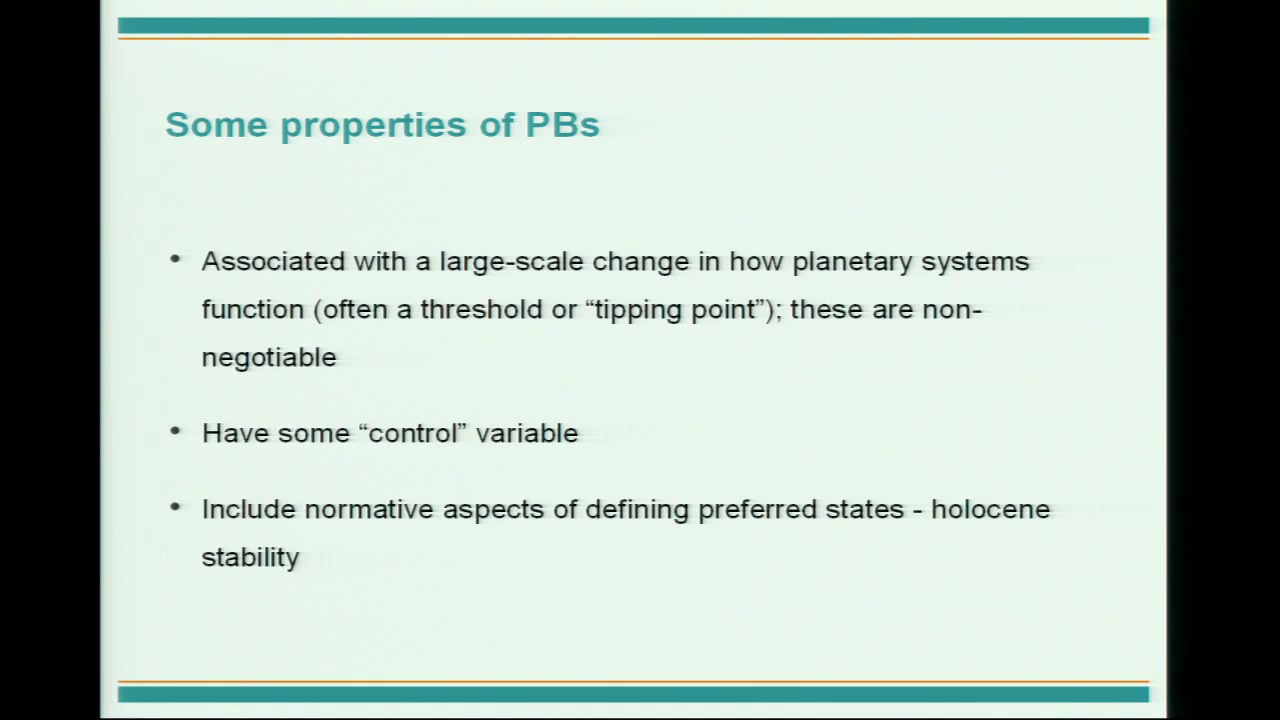 Some properties of PBs
• Associated with a large-scale change in how planetary systems
function (often a threshold or “tipping point”); these are non-
negotiable
• Have some “control” variable
• Include normative aspects of defining preferred states - holocene
stability